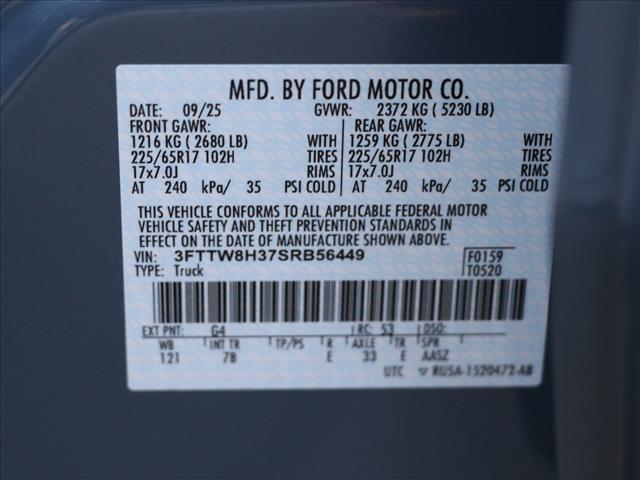 MFD. BY FORD MOTOR CO.
DATE: 09/25 GVWR: 2372 KG ( 5230 LB)
FRONT GAWR: REAR GAWR:
1216 KG ( 2680 LB) WITH 1259 KG ( 2775 LB) WITH
225/65R17 102H TIRES 225/65R17 102H TIRES
17x7.0J RIMS 17x7.0J RIMS
AT 240 kPa/ 35 PSI COLD AT 240 kPa/ 35 PSI COLD
THIS VEHICLE CONFORMS TO ALL APPLICABLE FEDERAL MOTOR
VEHICLE SAFETY AND THEFT PREVENTION STANDARDS IN
EFFECT ON THE DATE OF MANUFACTURE SHOWN ABOVE.
VIN: 3FTTW8H37SRB56449 F0159
TYPE: Truck T0520
EXT PNT: G4 RC: 53 DSO:
WB INT TR TP/PS R AXLE TR SPR
121 7B E 33 E AASZ
UTC RU5A-1520472-AB